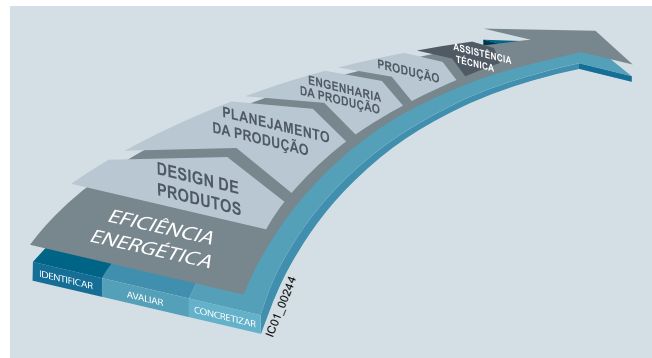 ASSISTÊNCIA
TÉCNICA
PRODUÇÃO
ENGENHARIA
DA PRODUÇÃO
PLANEJAMENTO
DA PRODUÇÃO
DESIGN DE
PRODUTOS
EFICIÊNCIA
ENERGÉTICA
IDENTIFICAR
AVALIAR
CONCRETIZAR
IC01_00244